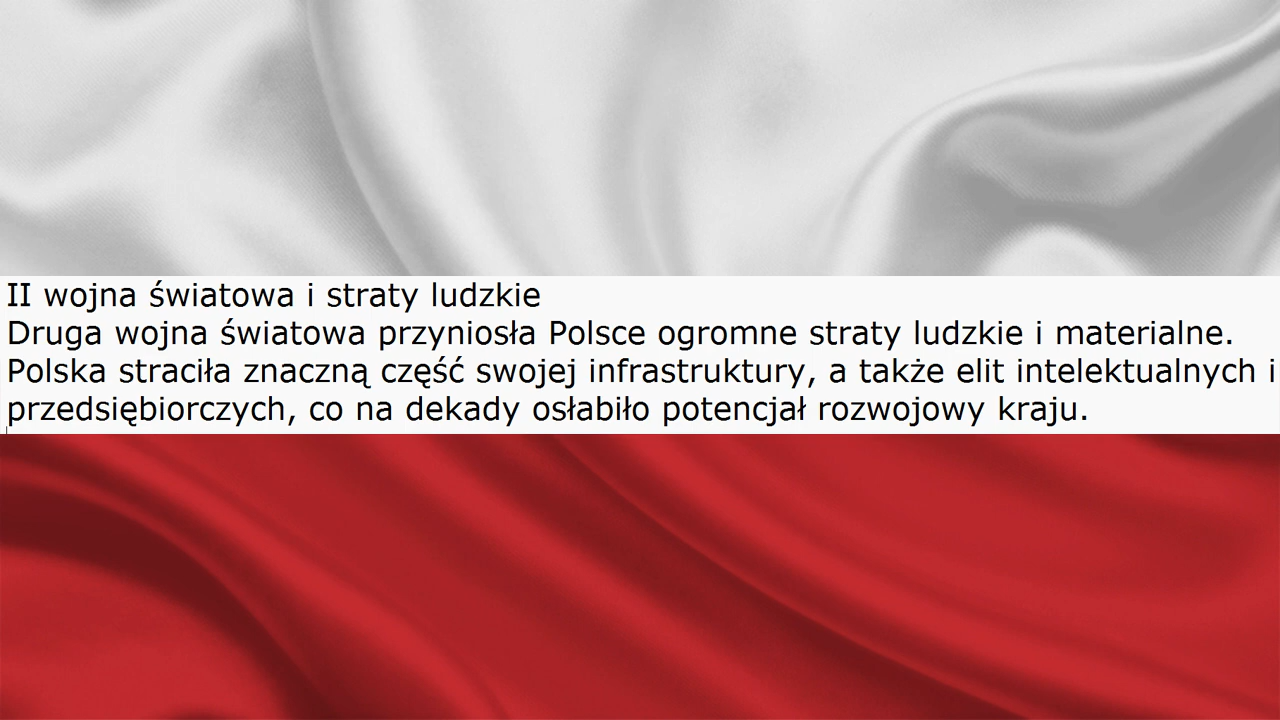 II wojna światowa i straty ludzkie
Druga wojna światowa przyniosła Polsce ogromne straty ludzkie i materialne.
Polska straciła znaczną część swojej infrastruktury, a także elit intelektualnych i
przedsiębiorczych, co na dekady osłabiło potencjał rozwojowy kraju.